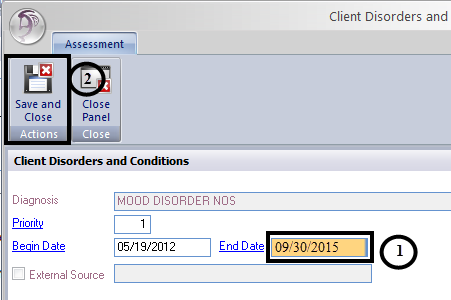 Client Disorders and
Assessment
2
Save and Close
Close Panel
Actions
Close
Client Disorders and Conditions
Diagnosis MOOD DISORDER NOS
Priority 1
Begin Date 05/19/2012 End Date 09/30/2015 1
External Source